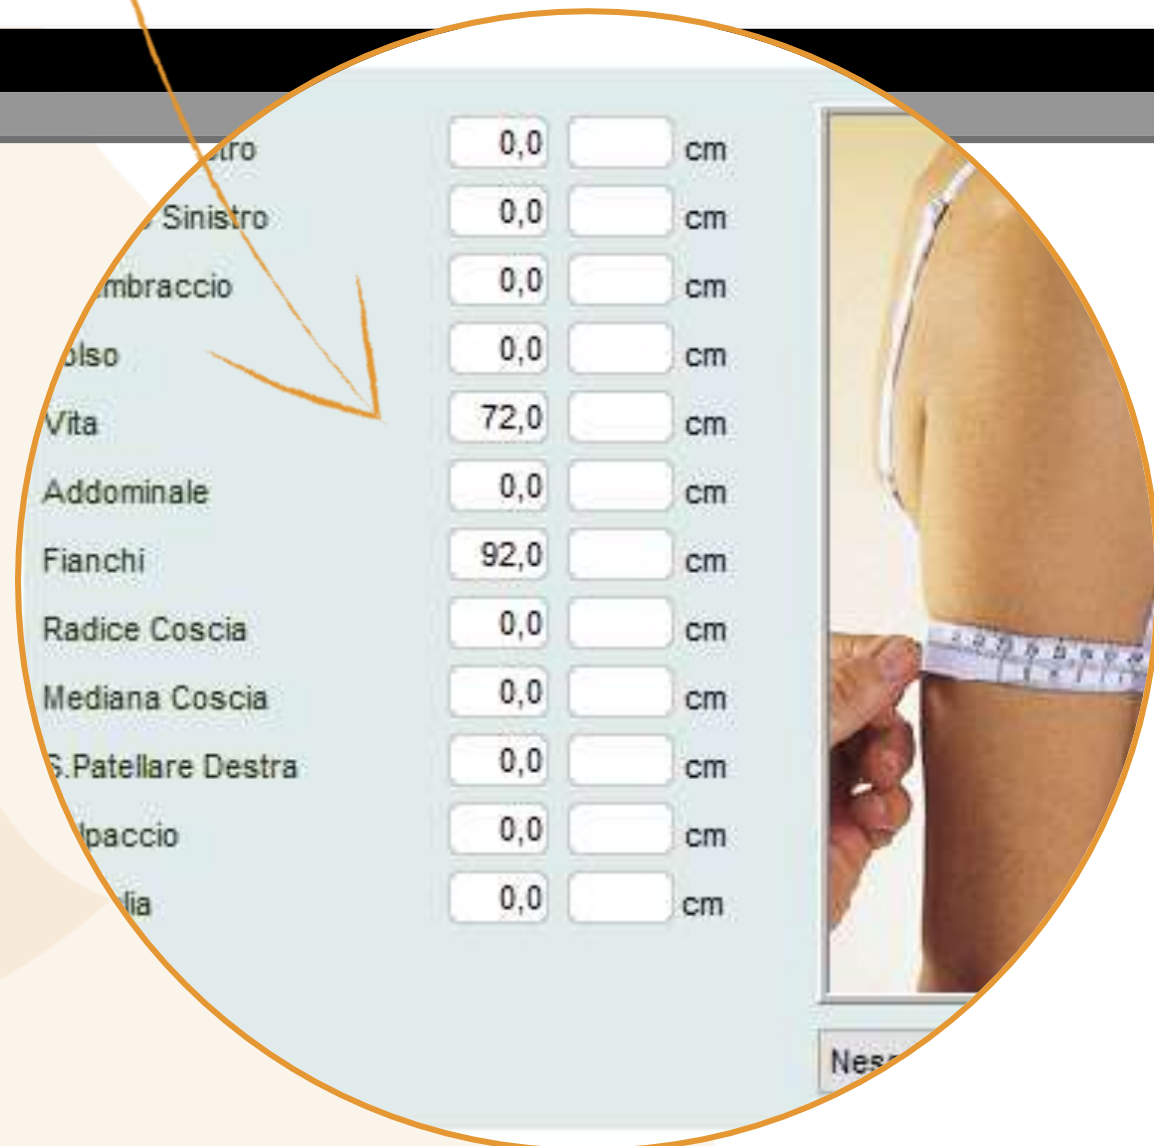 0,0 cm
Sinistro 0,0 cm
0,0 cm
0,0 cm
Vita 72,0 cm
Addominale 0,0 cm
Fianchi 92,0 cm
Radice Coscia 0,0 cm
Mediana Coscia 0,0 cm
S.Patellare Destra 0,0 cm
0,0 cm
0,0 cm